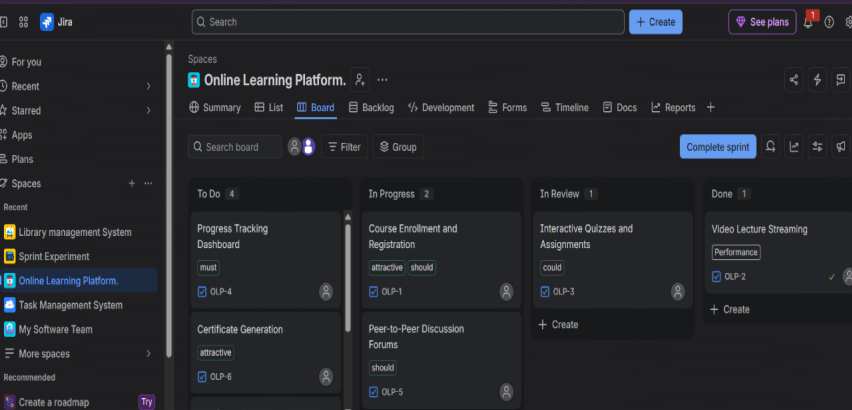 Jira
Search
+ Create
See plans
1
For you
Recent
Starred
Apps
Plans
Spaces
Recent
Library management System
Sprint Experiment
Online Learning Platform.
Task Management System
My Software Team
More spaces
Recommended
Create a roadmap
Try
Spaces
Online Learning Platform.
Summary
List
Board
Backlog
Development
Forms
Timeline
Docs
Reports
Search board
Filter
Group
Complete sprint
To Do 4
Progress Tracking
Dashboard
must
OLP-4
Certificate Generation
attractive
OLP-6
In Progress 2
Course Enrollment and
Registration
attractive should
OLP-1
Peer-to-Peer Discussion
Forums
should
OLP-5
In Review 1
Interactive Quizzes and
Assignments
could
OLP-3
+ Create
Done 1
Video Lecture Streaming
Performance
OLP-2
+ Create